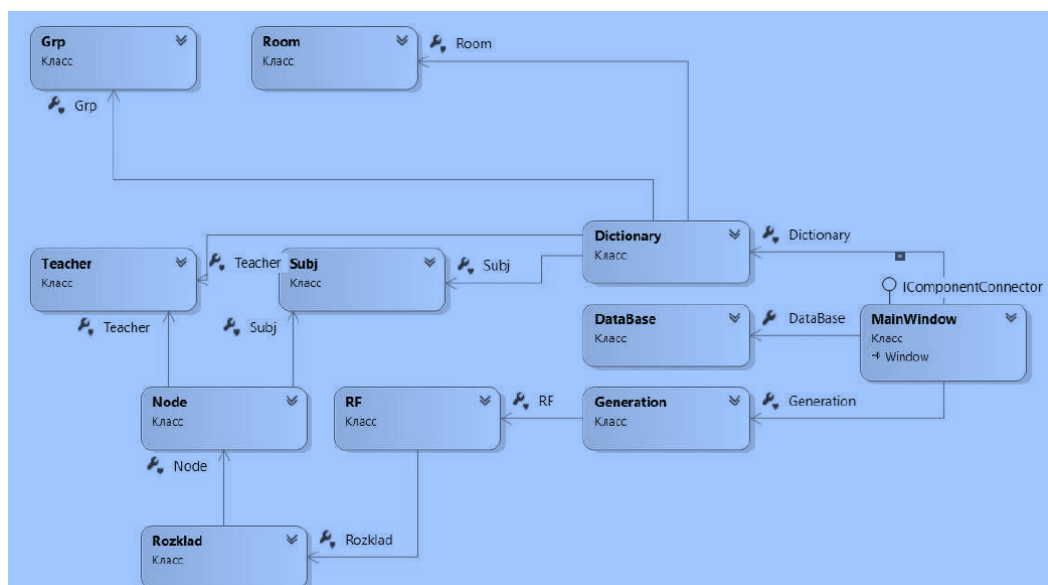 Grp
Класс
Grp
Room
Класс
Room
Dictionary
Класс
Dictionary
Teacher
Класс
Teacher
Subj
Класс
Subj
Teacher
Subj
IComponentConnector
DataBase
Класс
DataBase
MainWindow
Класс
Window
Node
Класс
Node
RF
Класс
RF
Generation
Класс
Generation
Rozklad
Класс
Rozklad